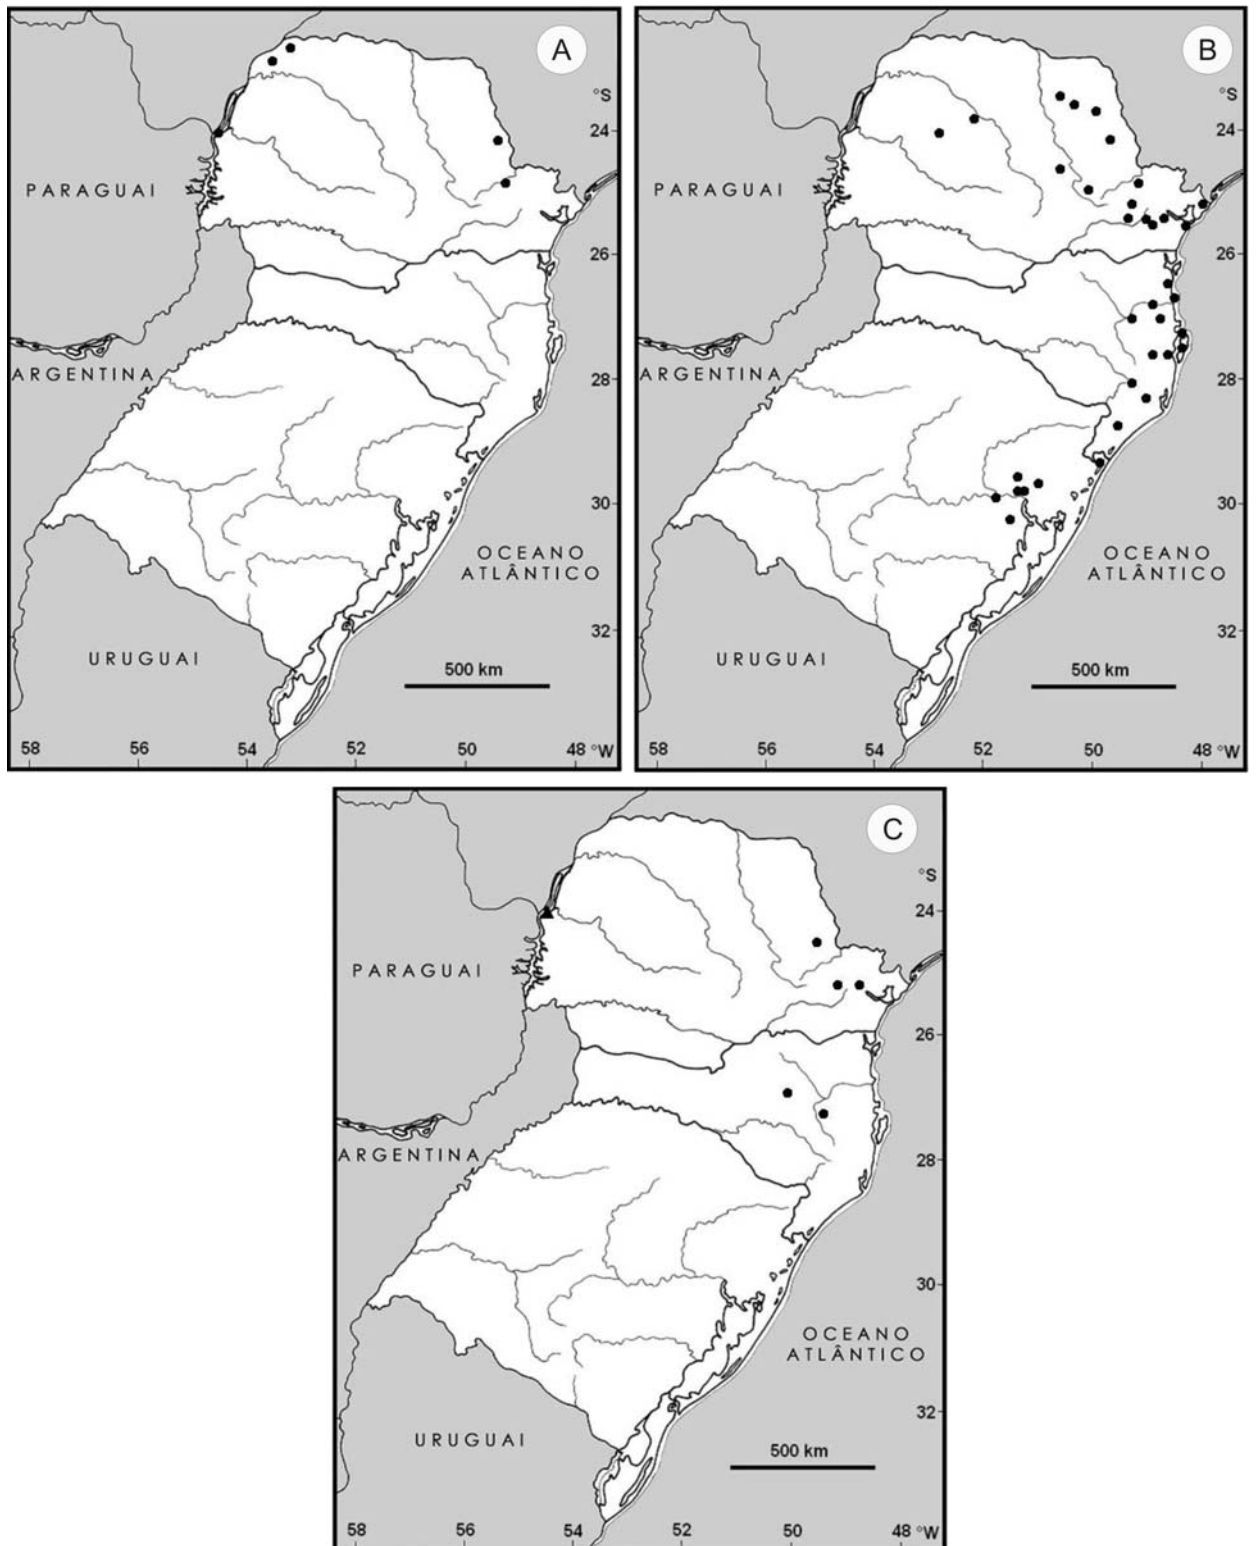 A
°S
24
PARAGUAI
26
ARGENTINA
28
30
OCEANO
ATLÂNTICO
32
URUGUAI
500 km
58 56 54 52 50 48 °W
B
°S
24
PARAGUAI
26
ARGENTINA
28
30
OCEANO
ATLÂNTICO
32
URUGUAI
500 km
58 56 54 52 50 48 °W
C
°S
24
PARAGUAI
26
ARGENTINA
28
30
OCEANO
ATLÂNTICO
32
URUGUAI
500 km
58 56 54 52 50 48 °W